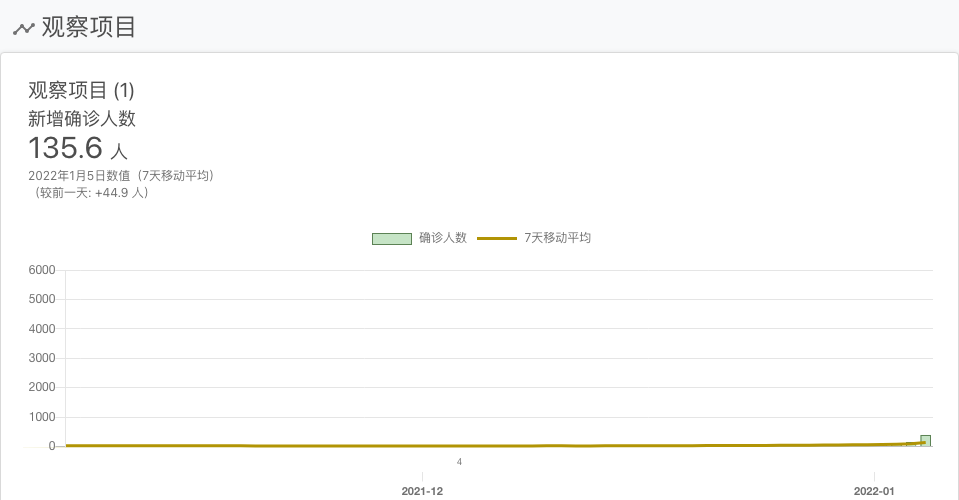 观察项目
观察项目 (1)
新增确诊人数
135.6 人
2022年1月5日数值（7天移动平均）
（较前一天: +44.9 人）
确诊人数 7天移动平均
6000
5000
4000
3000
2000
1000
0
4
2021-12 2022-01